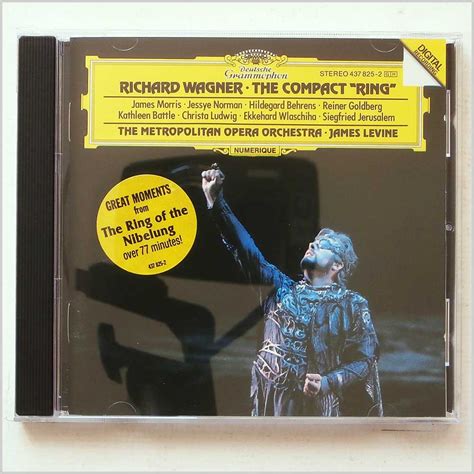 Deutsche
Grammophon
STEREO 437 825-2 GH
DIGITAL
RECORDING
RICHARD WAGNER · THE COMPACT "RING"
James Morris · Jessye Norman · Hildegard Behrens · Reiner Goldberg
Kathleen Battle · Christa Ludwig · Ekkehard Wlaschiha · Siegfried Jerusalem
THE METROPOLITAN OPERA ORCHESTRA · JAMES LEVINE
NUMERIQUE
GREAT MOMENTS
from
The Ring of the
Nibelung
over 77 minutes!
437 825-2